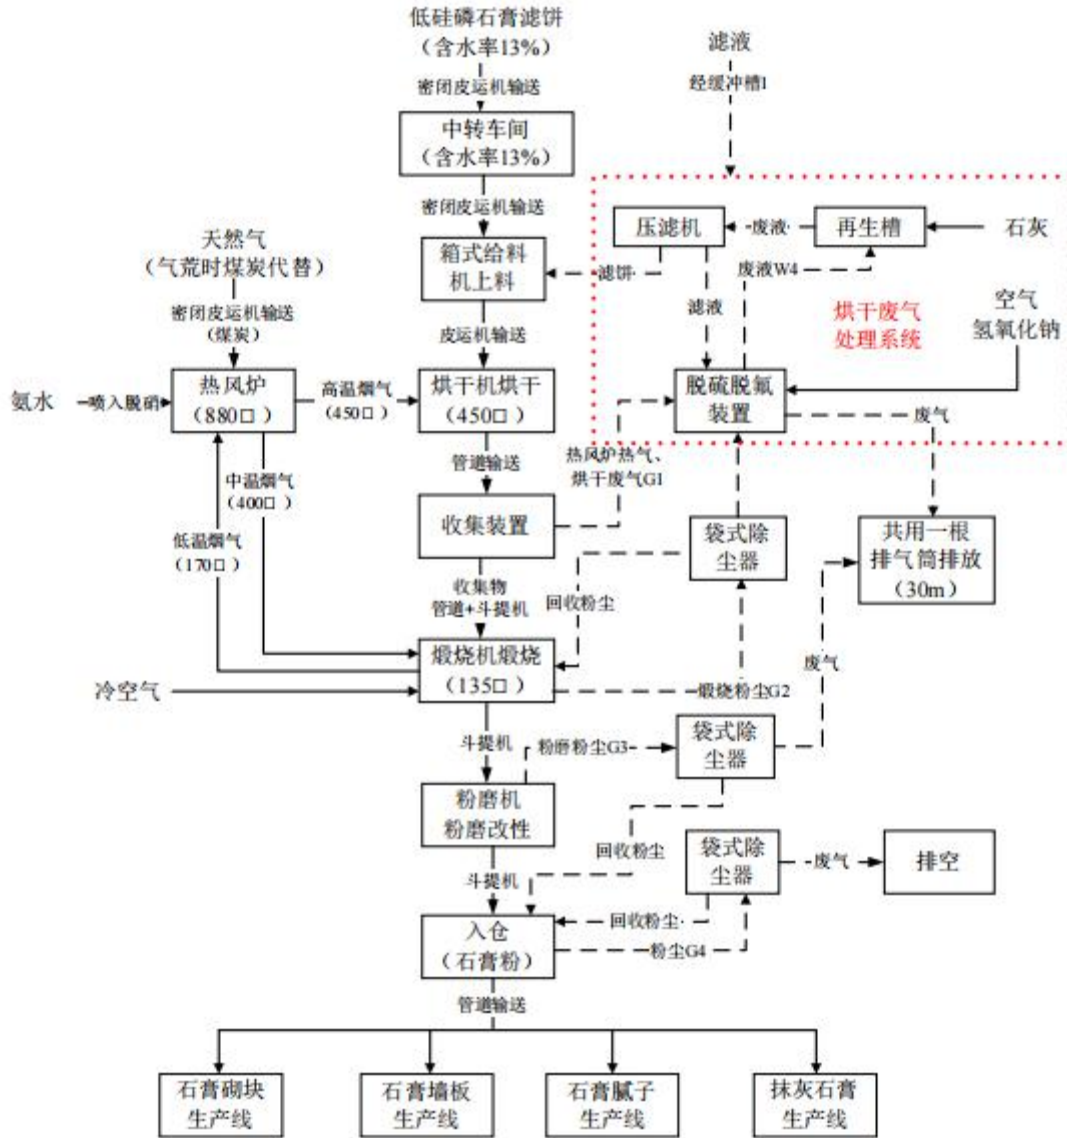 低硅磷石膏滤饼
（含水率13%）
密闭皮运机输送
中转车间
（含水率13%）
密闭皮运机输送
箱式给料
机上料
皮运机输送
滤液
经缓冲槽1
压滤机
废液
再生槽
石灰
滤饼
滤液
废液W4
烘干废气
处理系统
空气
氢氧化钠
脱硫脱氟
装置
废气
天然气
（气荒时煤炭代替）
密闭皮运机输送
（煤炭）
氨水
喷入脱硝
热风炉
（880□）
高温烟气
（450□）
烘干机烘干
（450□）
管道输送
热风炉热气、
烘干废气G1
中温烟气
（400□）
低温烟气
（170□）
收集装置
收集物
管道+斗提机
回收粉尘
袋式除
尘器
共用一根
排气筒排放
（30m）
废气
冷空气
煅烧机煅烧
（135□）
煅烧粉尘G2
斗提机
粉磨粉尘G3
袋式除
尘器
粉磨机
粉磨改性
回收粉尘
斗提机
袋式除
尘器
废气
排空
入仓
（石膏粉）
回收粉尘
粉尘G4
管道输送
石膏砌块
生产线
石膏墙板
生产线
石膏腻子
生产线
抹灰石膏
生产线